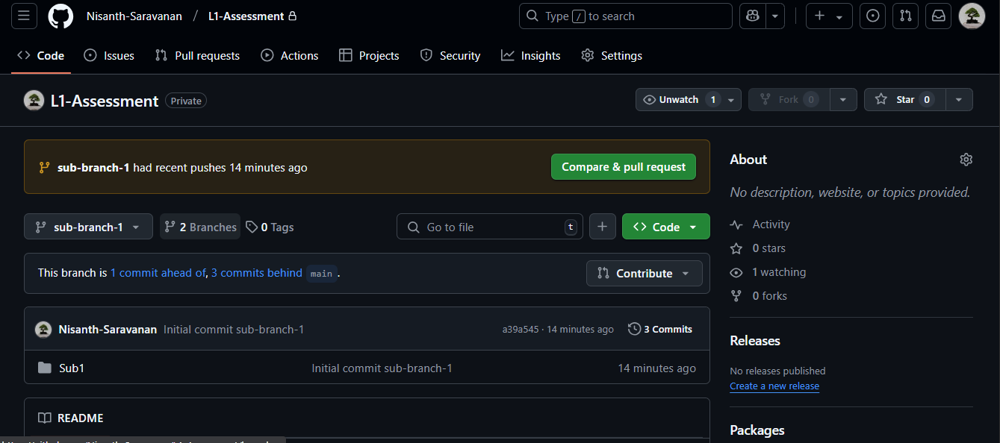 Nisanth-Saravanan / L1-Assessment
Type / to search
Code
Issues
Pull requests
Actions
Projects
Security
Insights
Settings
L1-Assessment Private
Unwatch 1
Fork 0
Star 0
sub-branch-1 had recent pushes 14 minutes ago
Compare & pull request
sub-branch-1
2 Branches
0 Tags
Go to file
t
Code
This branch is 1 commit ahead of, 3 commits behind main .
Contribute
Nisanth-Saravanan Initial commit sub-branch-1
a39a545 · 14 minutes ago
3 Commits
Sub1
Initial commit sub-branch-1
14 minutes ago
README
About
No description, website, or topics provided.
Activity
0 stars
1 watching
0 forks
Releases
No releases published
Create a new release
Packages